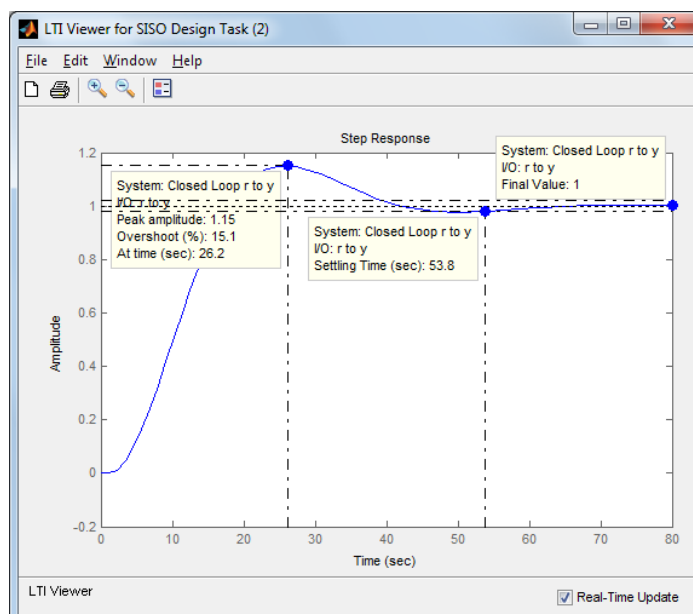 LTI Viewer for SISO Design Task (2)
File Edit Window Help
Step Response
System: Closed Loop r to y
I/O: r to y
Peak amplitude: 1.15
Overshoot (%): 15.1
At time (sec): 26.2
System: Closed Loop r to y
I/O: r to y
Settling Time (sec): 53.8
System: Closed Loop r to y
I/O: r to y
Final Value: 1
Amplitude
1.2
1
0.8
0.6
0.4
0.2
0
-0.2
0 10 20 30 40 50 60 70 80
Time (sec)
LTI Viewer
Real-Time Update